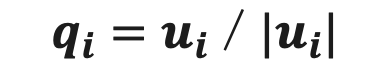 qᵢ = uᵢ / |uᵢ|